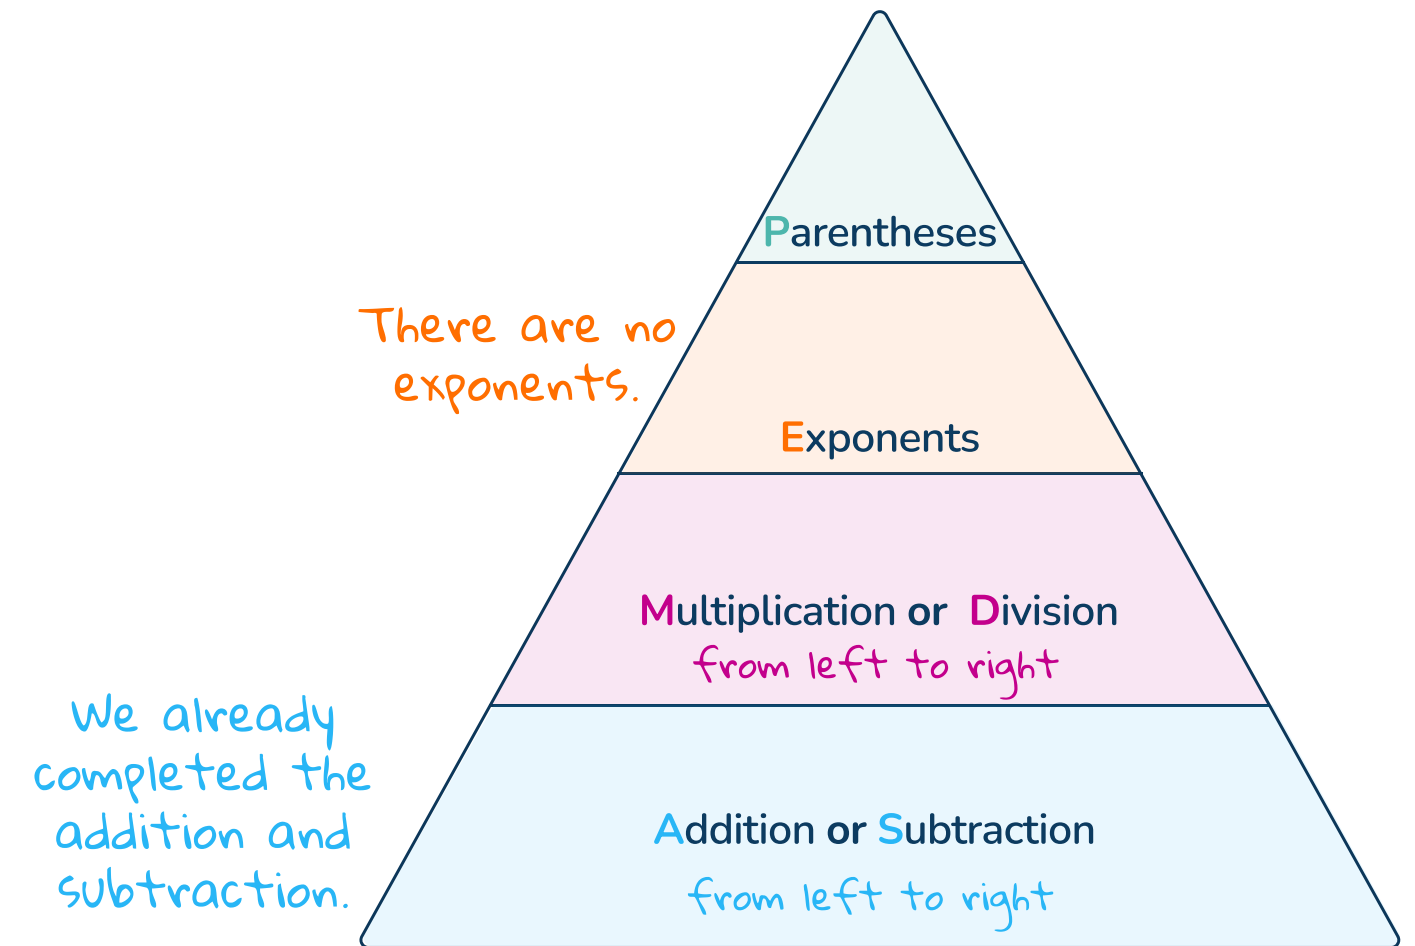 Parentheses
There are no
exponents.
Exponents
Multiplication or Division
from left to right
We already
completed the
addition and
subtraction.
Addition or Subtraction
from left to right